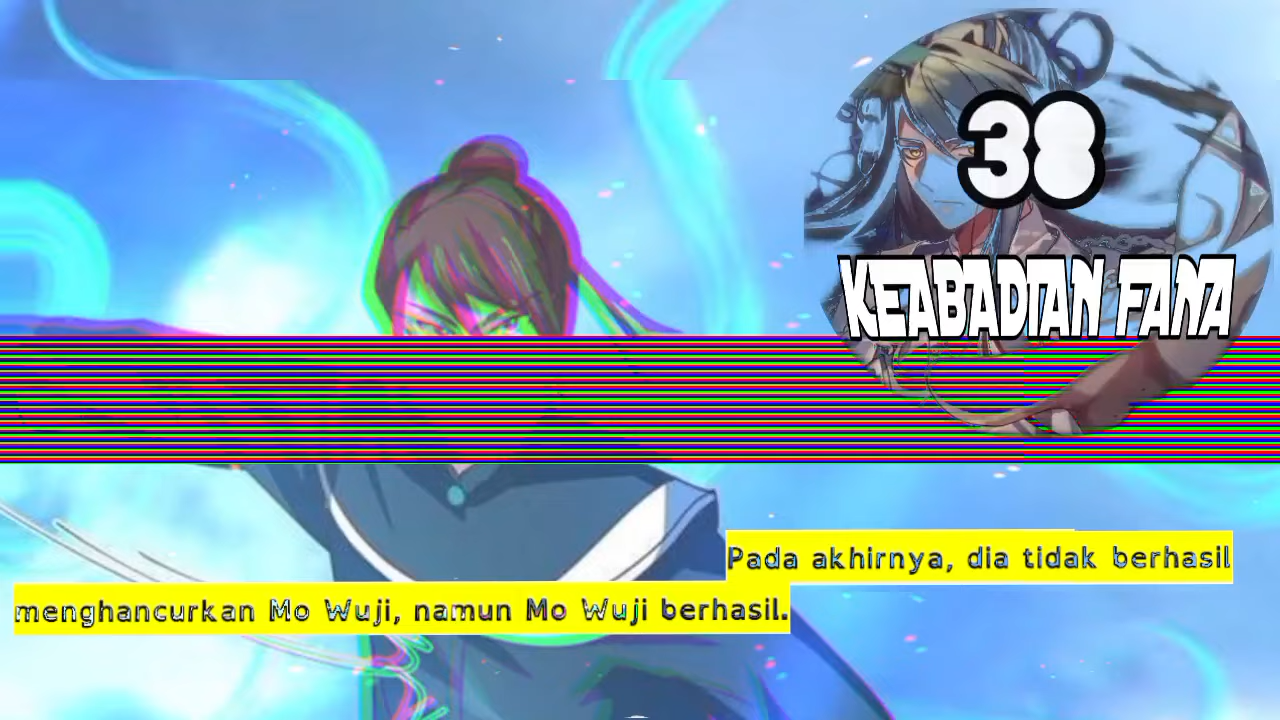 38
KEABADIAN FANA
Pada akhirnya, dia tidak berhasil
menghancurkan Mo Wuji, namun Mo Wuji berhasil.